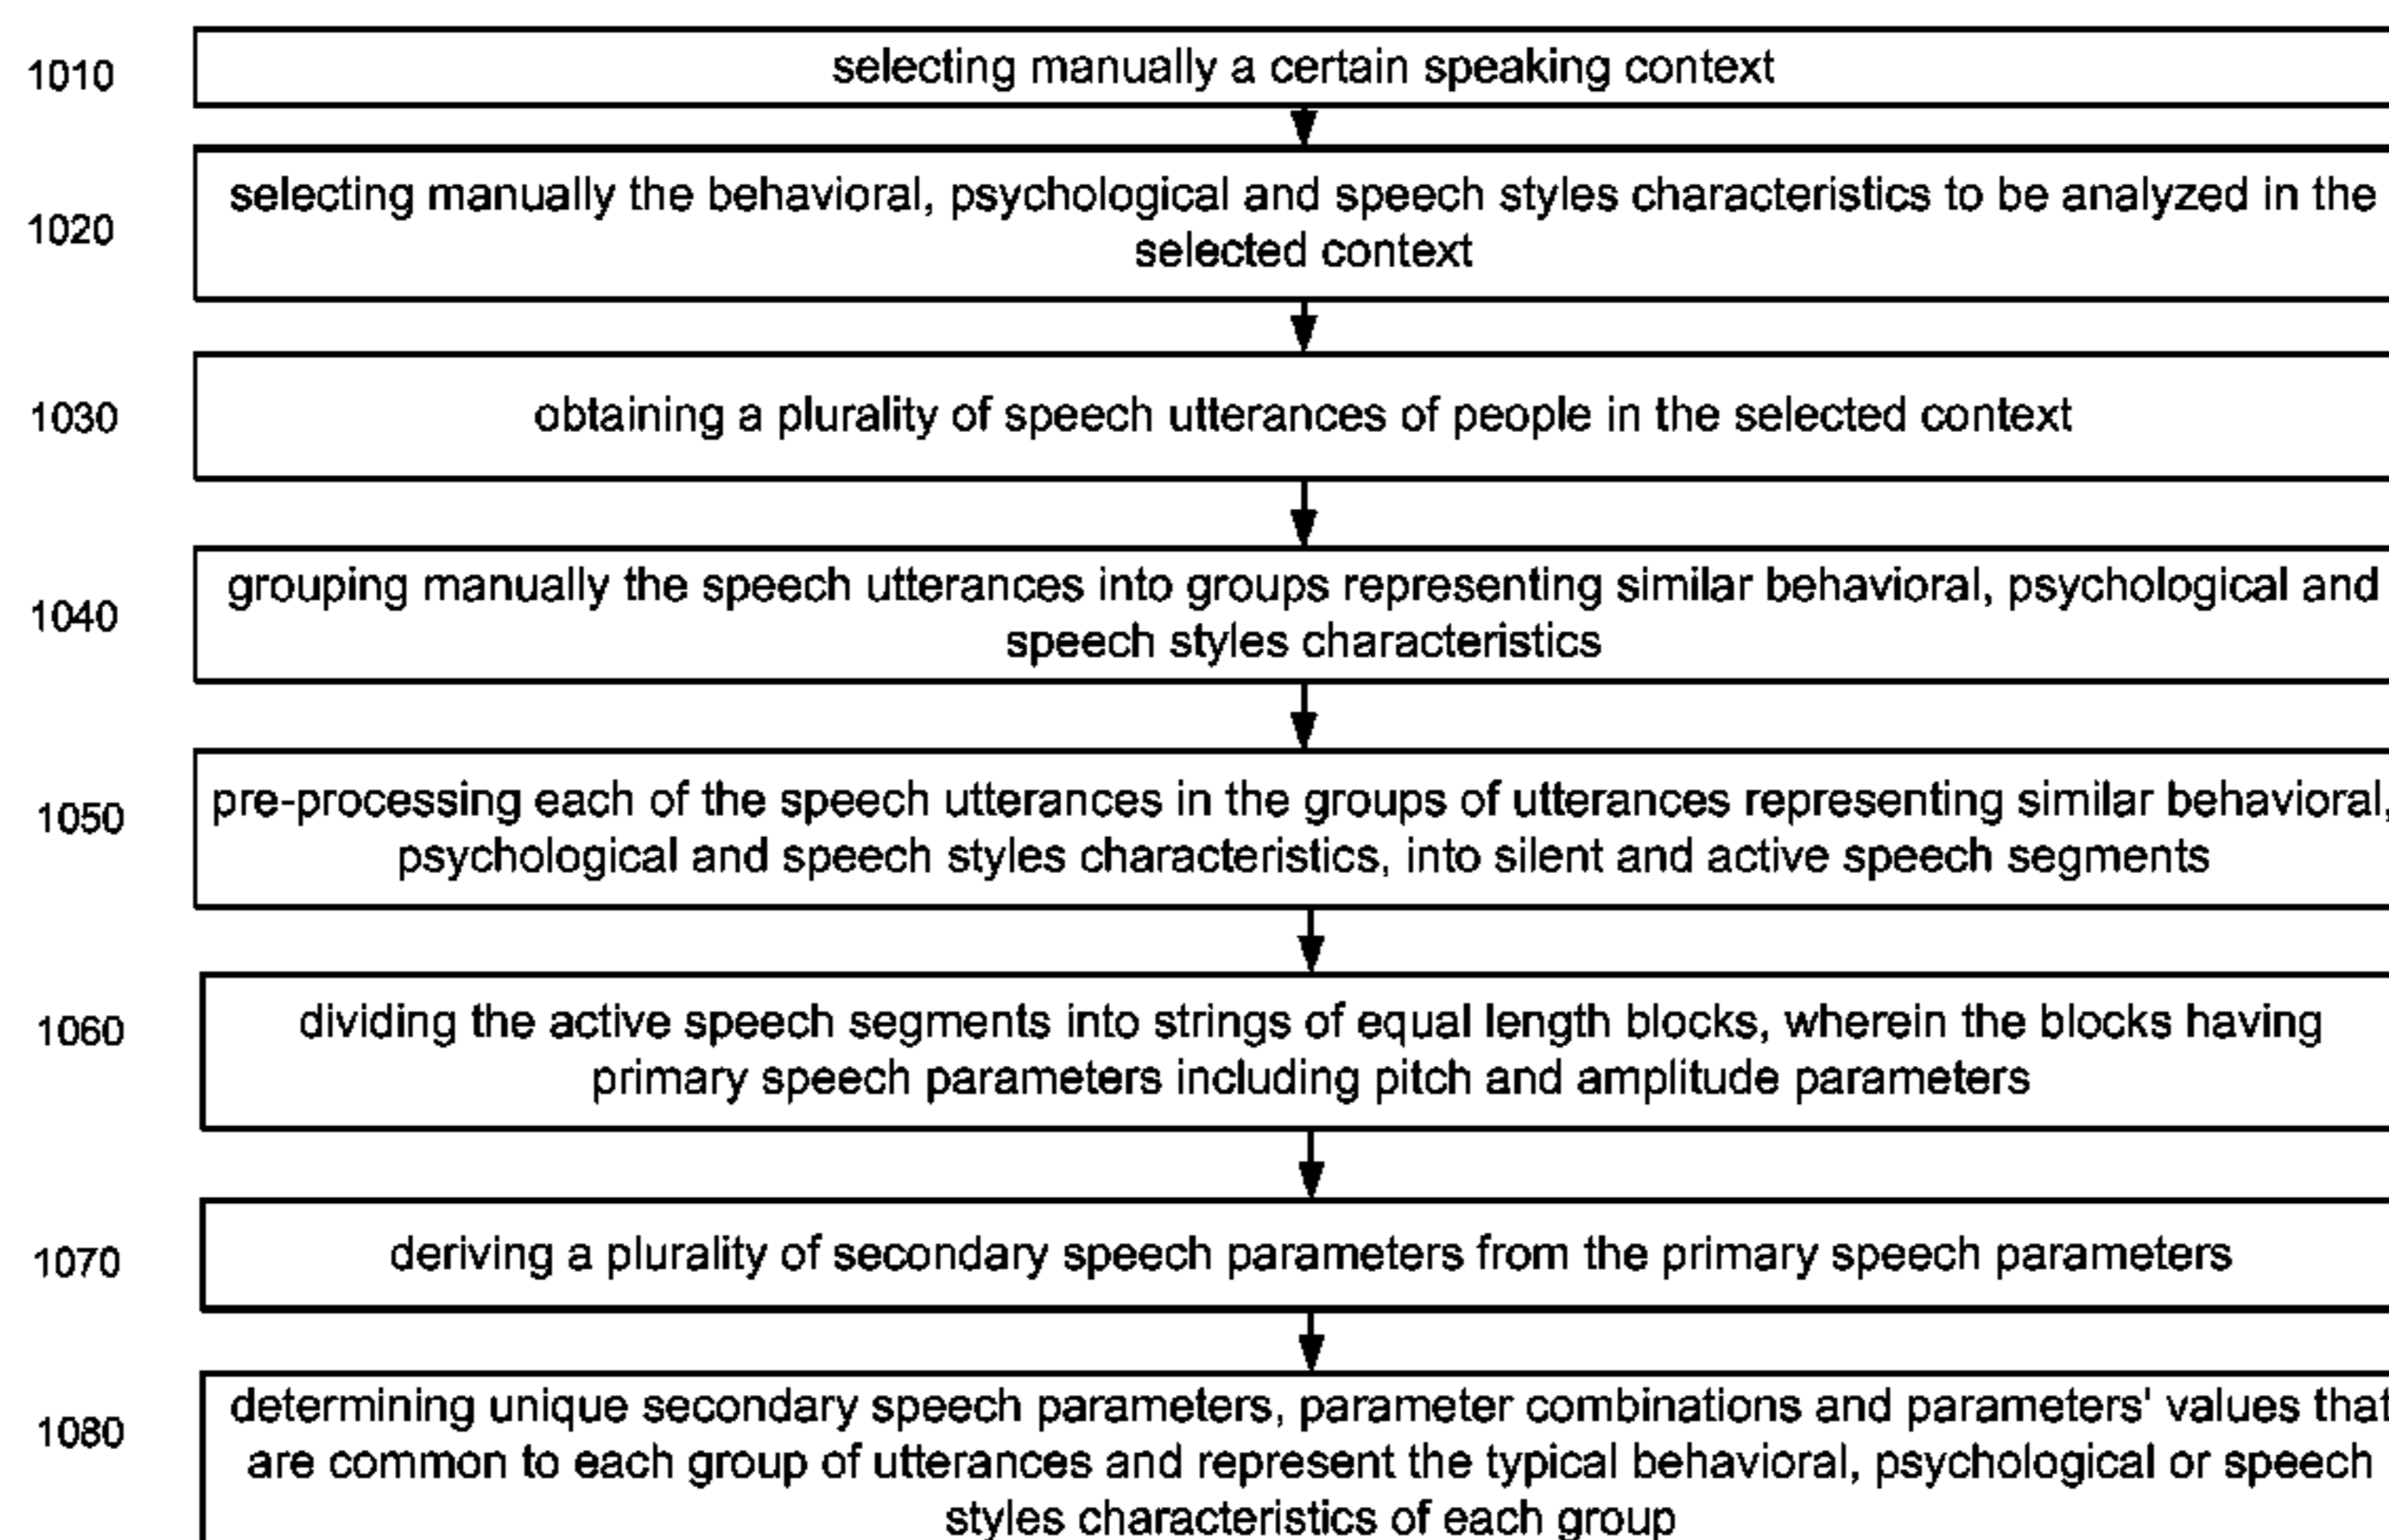 1010
selecting manually a certain speaking context
1020
selecting manually the behavioral, psychological and speech styles characteristics to be analyzed in the
selected context
1030
obtaining a plurality of speech utterances of people in the selected context
1040
grouping manually the speech utterances into groups representing similar behavioral, psychological and
speech styles characteristics
1050
pre-processing each of the speech utterances in the groups of utterances representing similar behavioral,
psychological and speech styles characteristics, into silent and active speech segments
1060
dividing the active speech segments into strings of equal length blocks, wherein the blocks having
primary speech parameters including pitch and amplitude parameters
1070
deriving a plurality of secondary speech parameters from the primary speech parameters
1080
determining unique secondary speech parameters, parameter combinations and parameters' values that
are common to each group of utterances and represent the typical behavioral, psychological or speech
styles characteristics of each group